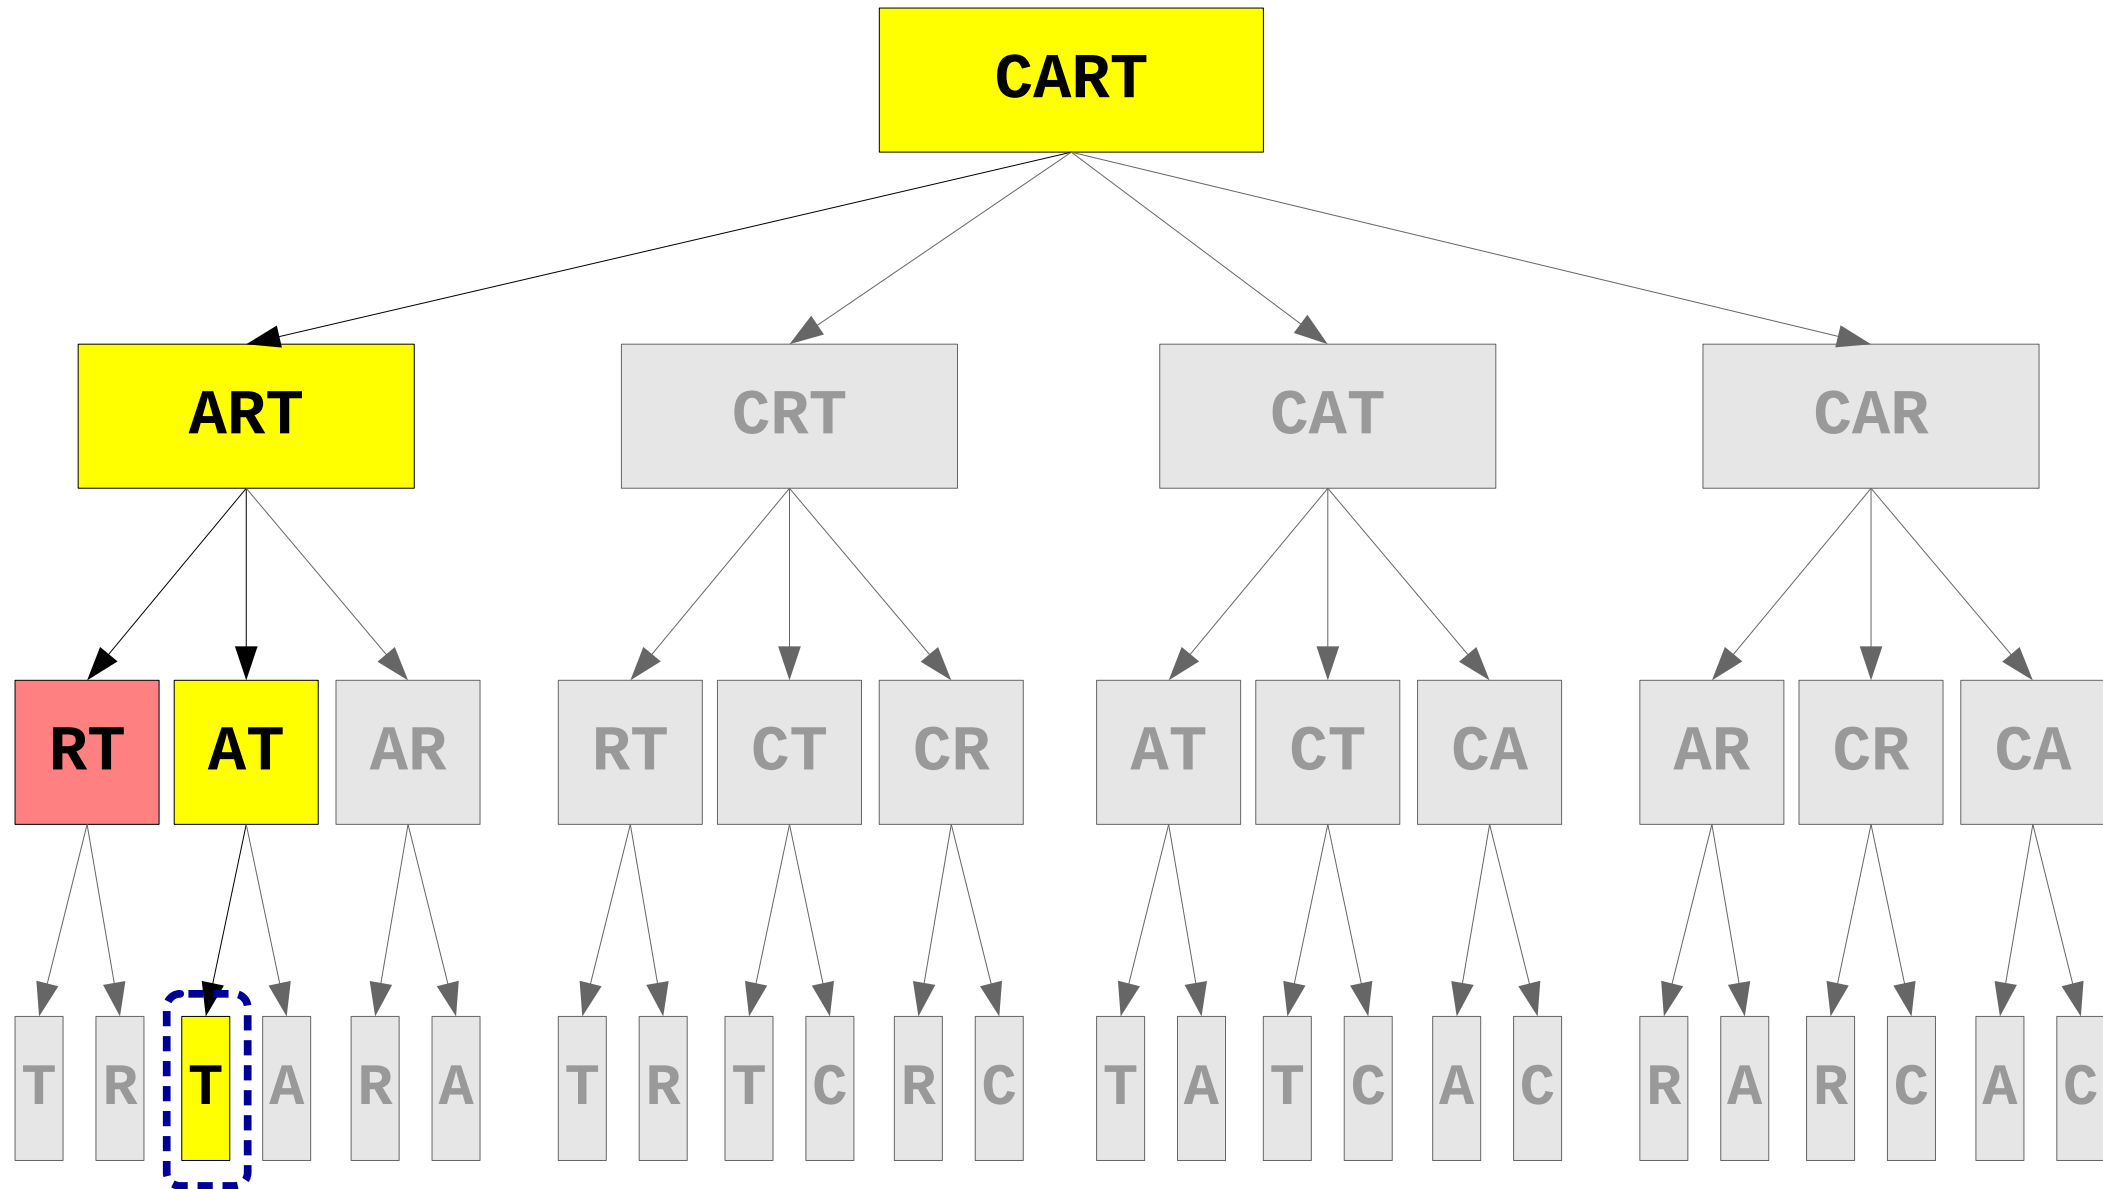 CART
ART CRT CAT CAR
RT AT AR RT CT CR AT CT CA AR CR CA
T R T A R A T R T C R C T A T C A C R A R C A C